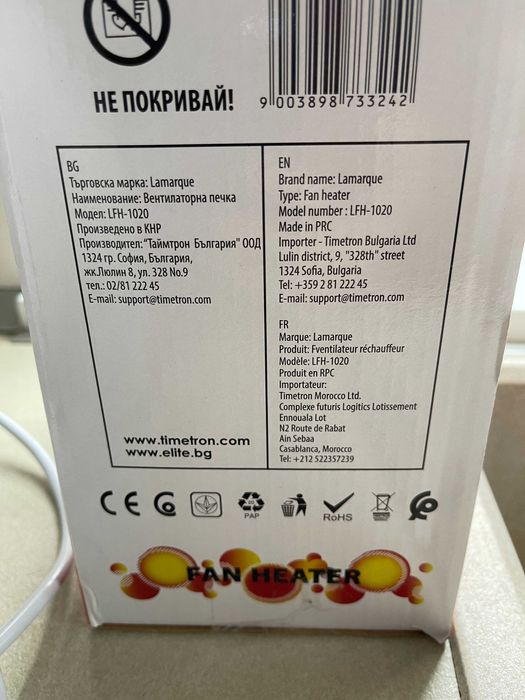 НЕ ПОКРИВАЙ!
9 003898 733242
BG
Търговска марка: Lamarque
Наименование: Вентилаторна печка
Модел: LFH-1020
Произведено в КНР
Производител:"Таймтрон България" ООД
1324 гр. София, България,
жк.Люлин 8, ул. 328 No.9
тел.: 02/81 222 45
E-mail: support@timetron.com
www.timetron.com
www.elite.bg
EN
Brand name: Lamarque
Type: Fan heater
Model number : LFH-1020
Made in PRC
Importer - Timetron Bulgaria Ltd
Lulin district, 9, "328th" street
1324 Sofia, Bulgaria
Tel: +359 2 81 222 45
E-mail: support@timetron.com
FR
Marque: Lamarque
Produit: Fventilateur réchauffeur
Modèle: LFH-1020
Produit en RPC
Importateur:
Timetron Morocco Ltd.
Complexe futuris Logitics Lotissement
Ennouala Lot
N2 Route de Rabat
Ain Sebaa
Casablanca, Morocco
Tel: +212 522357239
CE
PAP
RoHS
FAN HEATER